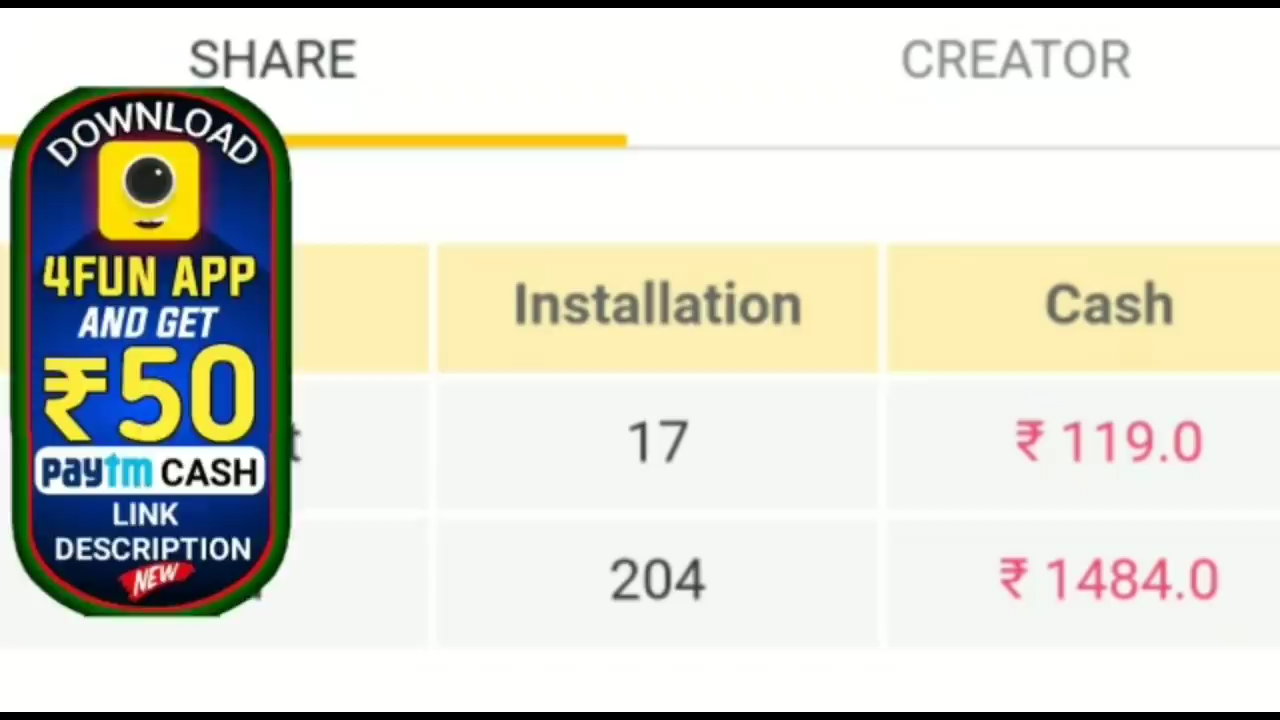 SHARE
CREATOR
DOWNLOAD
4FUN APP
AND GET
₹50
paytm CASH
LINK
DESCRIPTION
NEW
Installation
Cash
17
₹ 119.0
204
₹ 1484.0